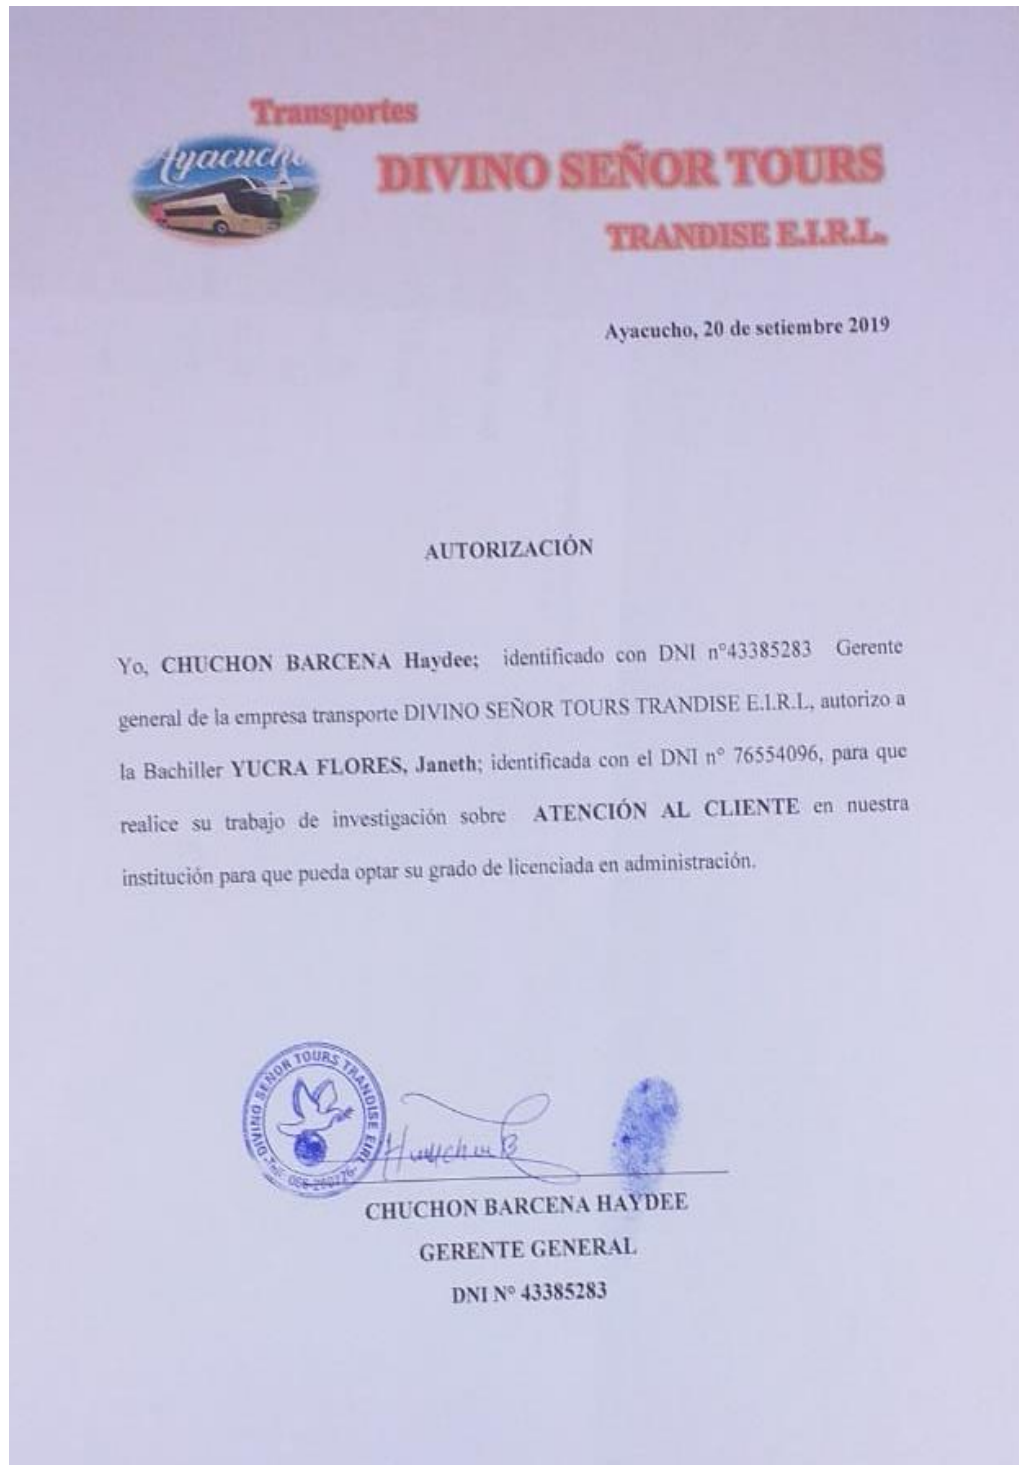 Transportes
Ayacucho
DIVINO SEÑOR TOURS
TRANDISE E.I.R.L.
Ayacucho, 20 de setiembre 2019
AUTORIZACIÓN
Yo, CHUCHON BARCENA Haydee; identificado con DNI n°43385283 Gerente
general de la empresa transporte DIVINO SEÑOR TOURS TRANDISE E.I.R.L, autorizo a
la Bachiller YUCRA FLORES, Janeth; identificada con el DNI n° 76554096, para que
realice su trabajo de investigación sobre ATENCIÓN AL CLIENTE en nuestra
institución para que pueda optar su grado de licenciada en administración.
DIVINO SEÑOR TOURS TRANDISE EIRL
CHUCHON BARCENA HAYDEE
GERENTE GENERAL
DNI Nº 43385283